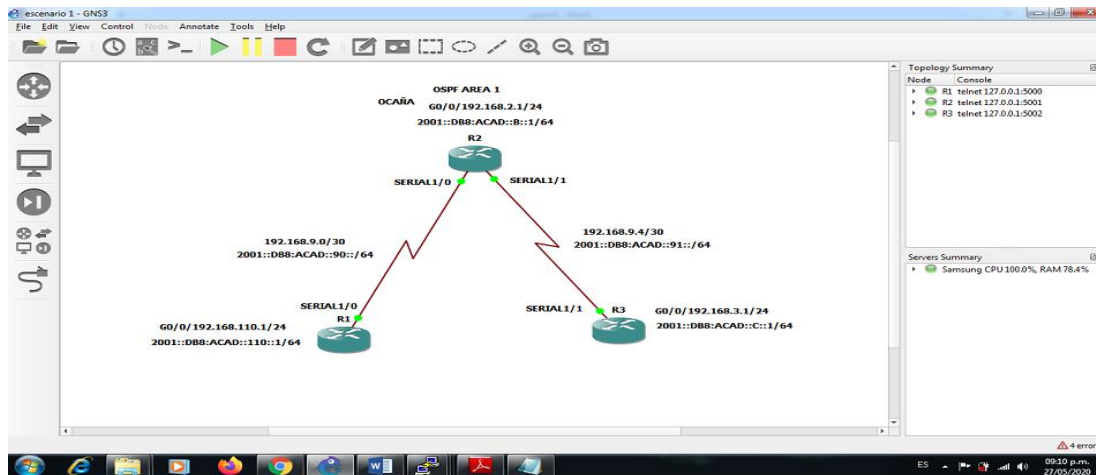 escenario 1 - GNS3
File Edit View Control Node Annotate Tools Help
OSPF AREA 1
OCAÑA
G0/0/192.168.2.1/24
2001::DB8:ACAD::B::1/64
R2
SERIAL1/0
SERIAL1/1
192.168.9.0/30
2001::DB8:ACAD::90::/64
192.168.9.4/30
2001::DB8:ACAD::91::/64
SERIAL1/0
R1
G0/0/192.168.110.1/24
2001::DB8:ACAD::110::1/64
SERIAL1/1
R3
G0/0/192.168.3.1/24
2001::DB8:ACAD::C::1/64
Topology Summary
Node Console
R1 telnet 127.0.0.1:5000
R2 telnet 127.0.0.1:5001
R3 telnet 127.0.0.1:5002
Servers Summary
Samsung CPU 100.0%, RAM 78.4%
4 error
ES
09:10 p.m.
27/05/2020